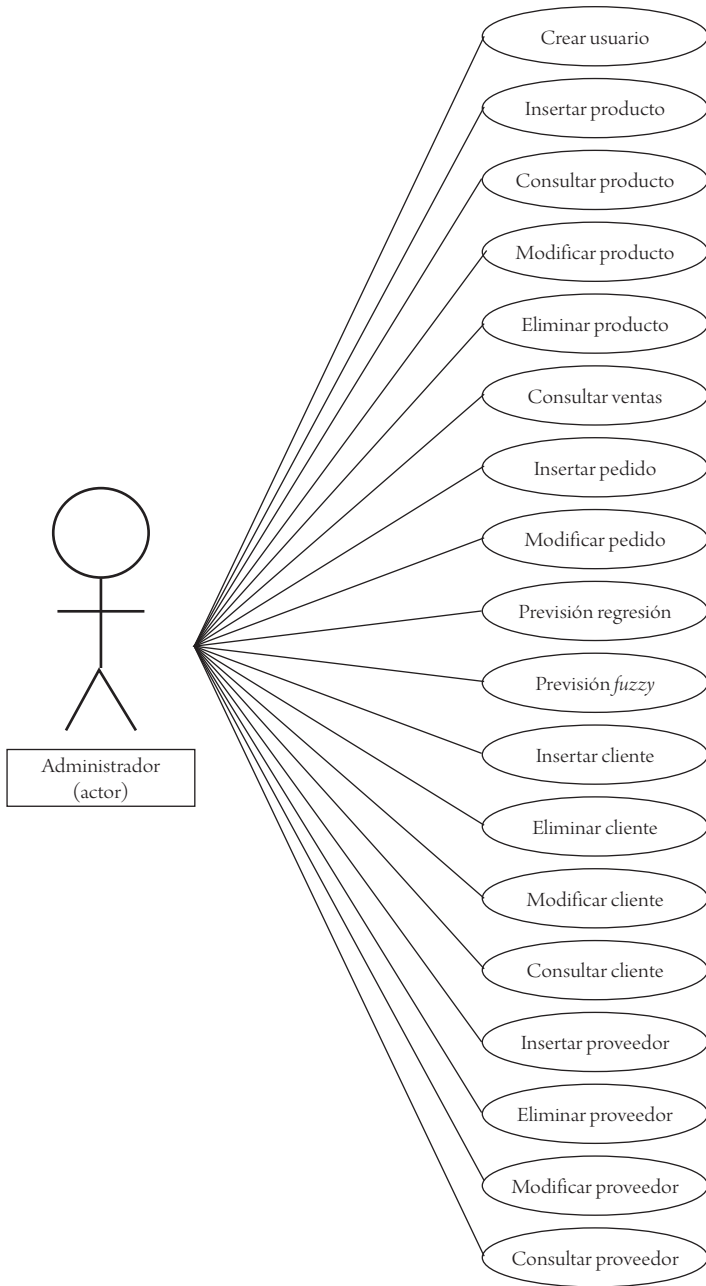 Crear usuario
Insertar producto
Consultar producto
Modificar producto
Eliminar producto
Consultar ventas
Insertar pedido
Modificar pedido
Previsión regresión
Previsión fuzzy
Insertar cliente
Eliminar cliente
Modificar cliente
Consultar cliente
Insertar proveedor
Eliminar proveedor
Modificar proveedor
Consultar proveedor
Administrador
(actor)